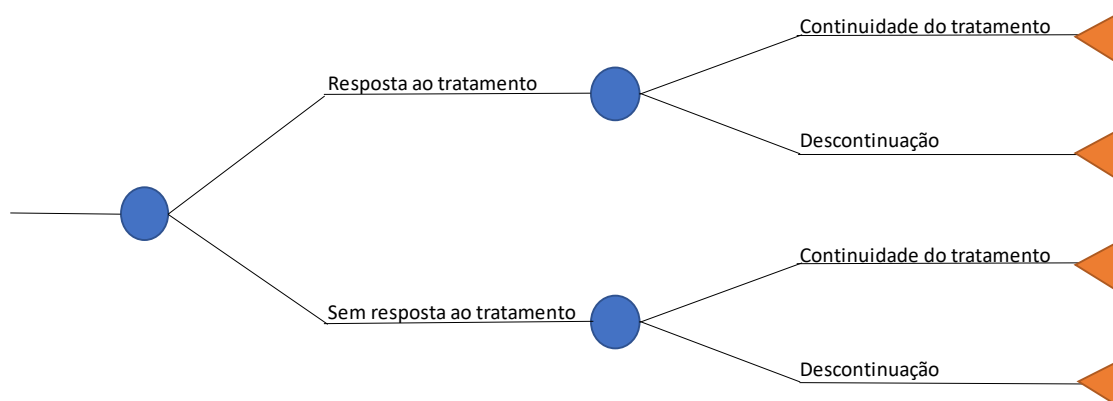 Continuidade do tratamento
Resposta ao tratamento
Descontinuação
Continuidade do tratamento
Sem resposta ao tratamento
Descontinuação